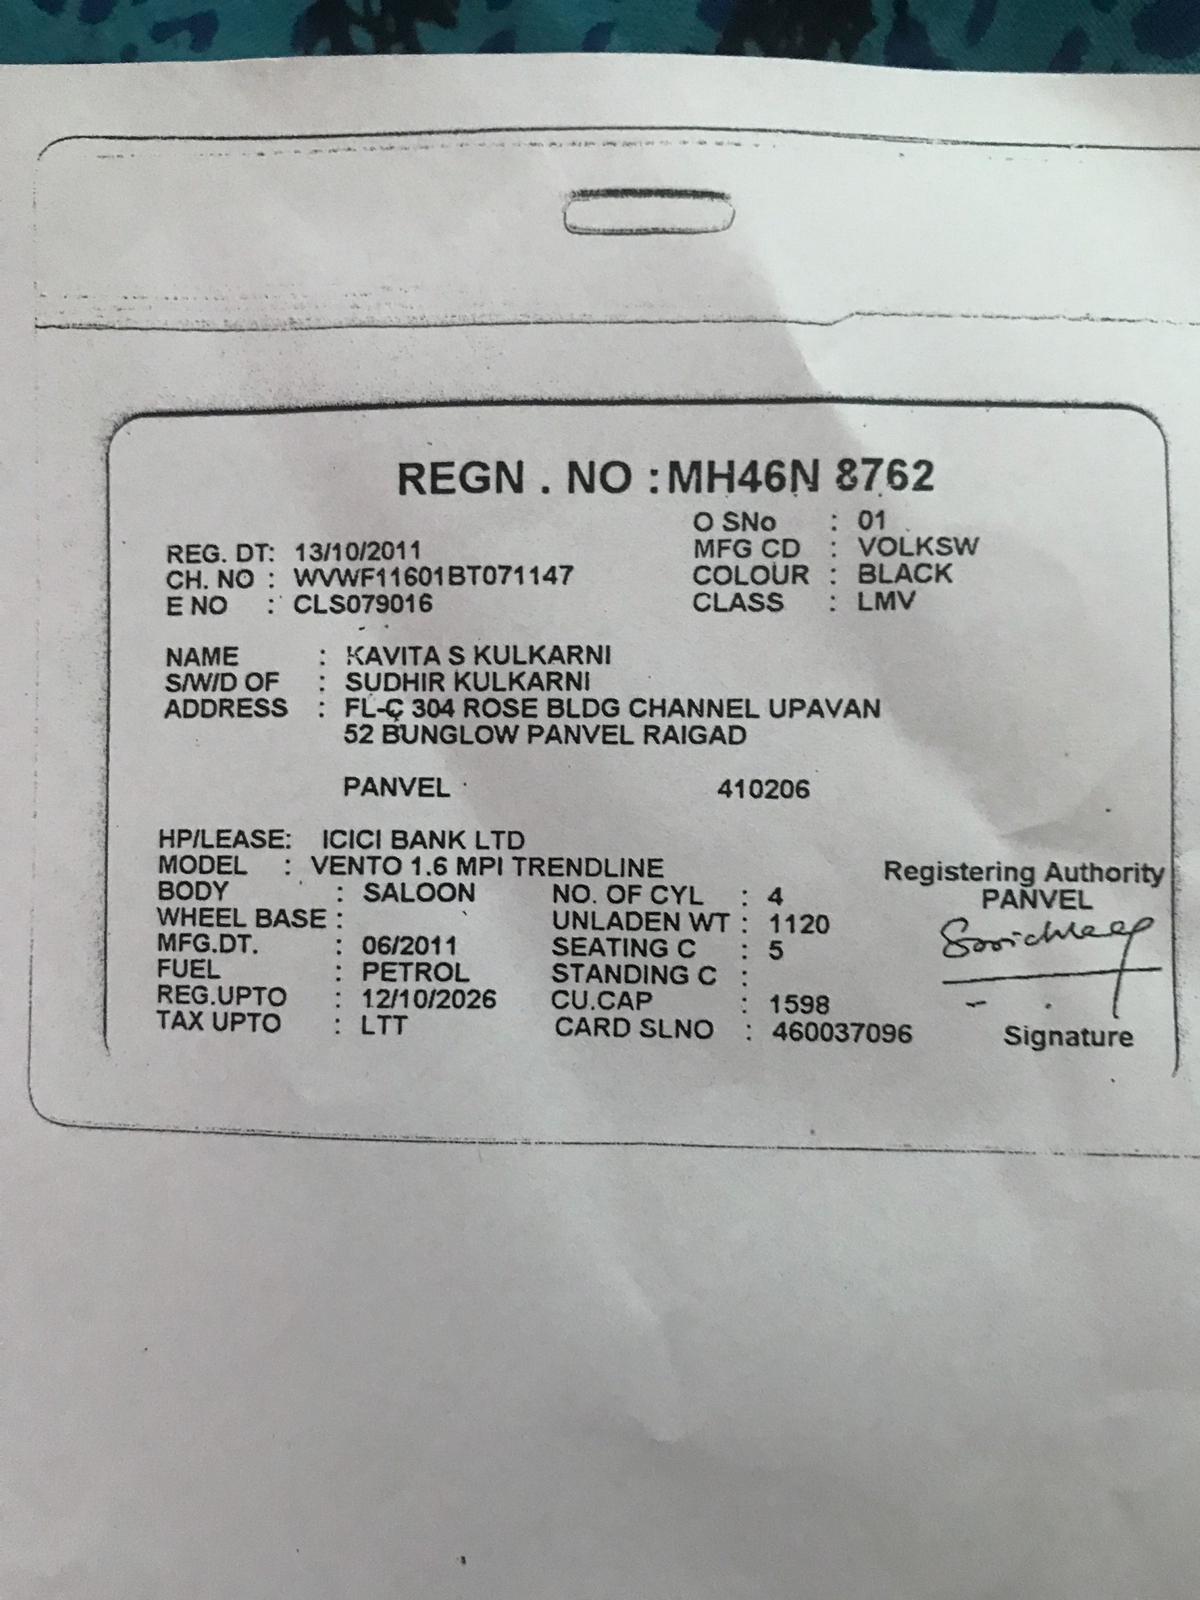 REGN . NO : MH46N 8762
O SNo : 01
REG. DT: 13/10/2011 MFG CD : VOLKSW
CH. NO : WVWF11601BT071147 COLOUR : BLACK
E NO : CLS079016 CLASS : LMV
NAME : KAVITA S KULKARNI
S/W/D OF : SUDHIR KULKARNI
ADDRESS : FL-C 304 ROSE BLDG CHANNEL UPAVAN
52 BUNGLOW PANVEL RAIGAD
PANVEL 410206
HP/LEASE: ICICI BANK LTD
MODEL : VENTO 1.6 MPI TRENDLINE Registering Authority
BODY : SALOON NO. OF CYL : 4 PANVEL
WHEEL BASE : UNLADEN WT : 1120
MFG.DT. : 06/2011 SEATING C : 5
FUEL : PETROL STANDING C :
REG.UPTO : 12/10/2026 CU.CAP : 1598
TAX UPTO : LTT CARD SLNO : 460037096 Signature